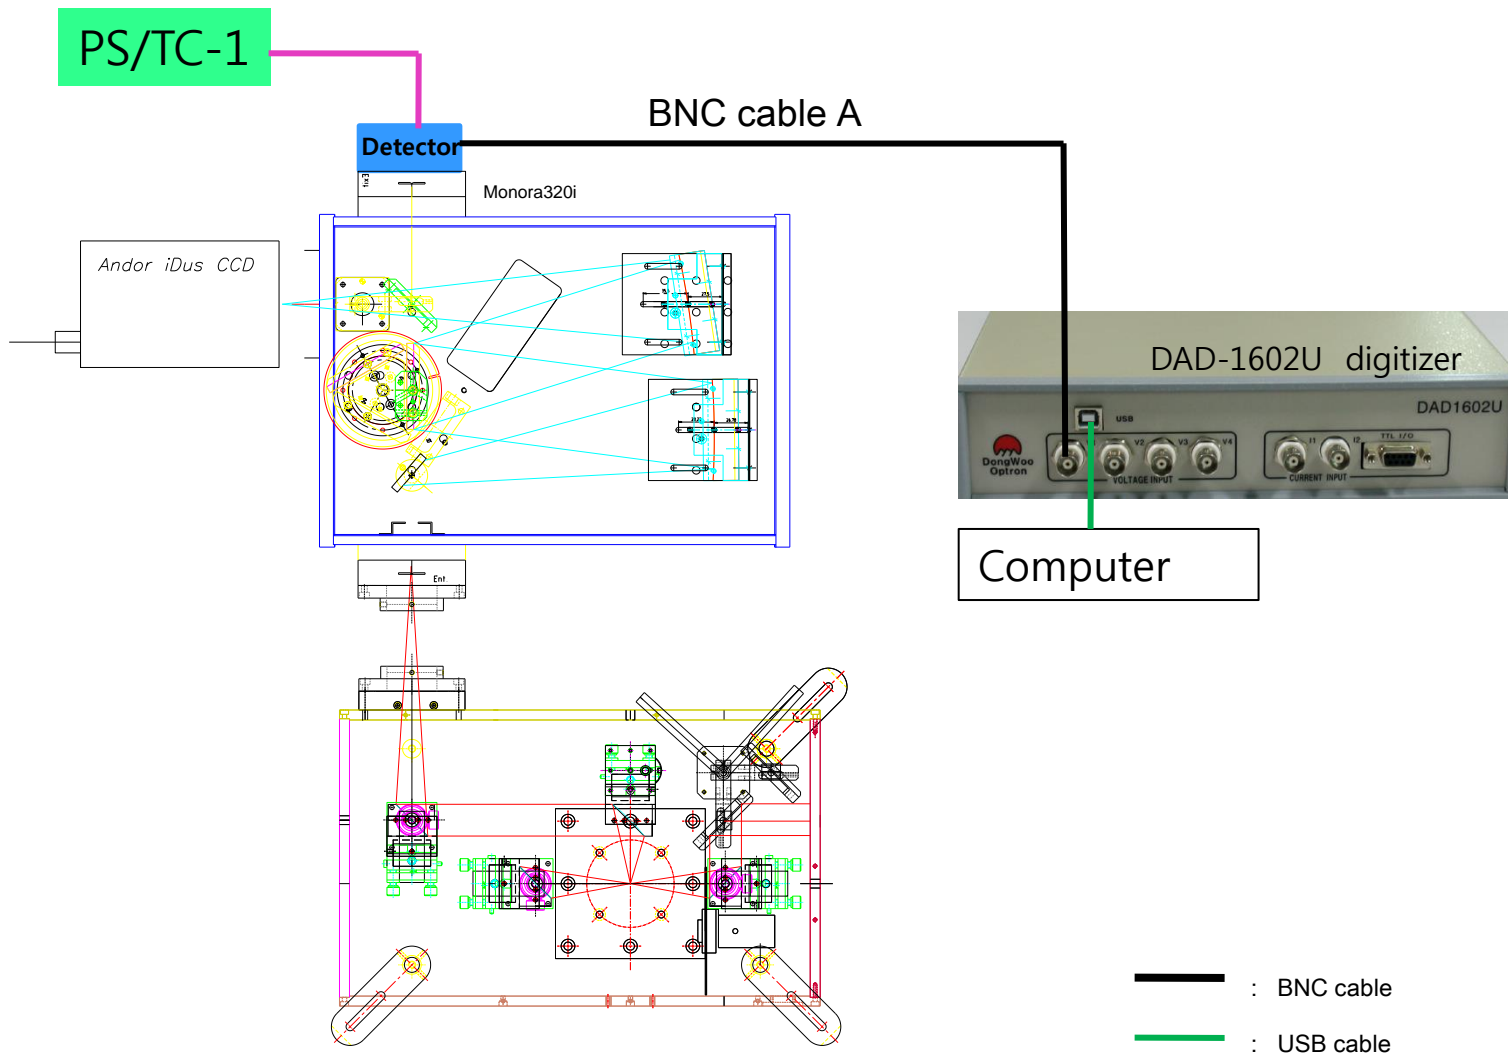 PS/TC-1
BNC cable A
Detector
Exit
Monora320i
Andor iDus CCD
DAD-1602U digitizer
DAD1602U
USB
V2
V3
V4
I1
I2
TTL I/O
DongWoo
Optron
VOLTAGE INPUT
CURRENT INPUT
Computer
Ent.
: BNC cable
: USB cable